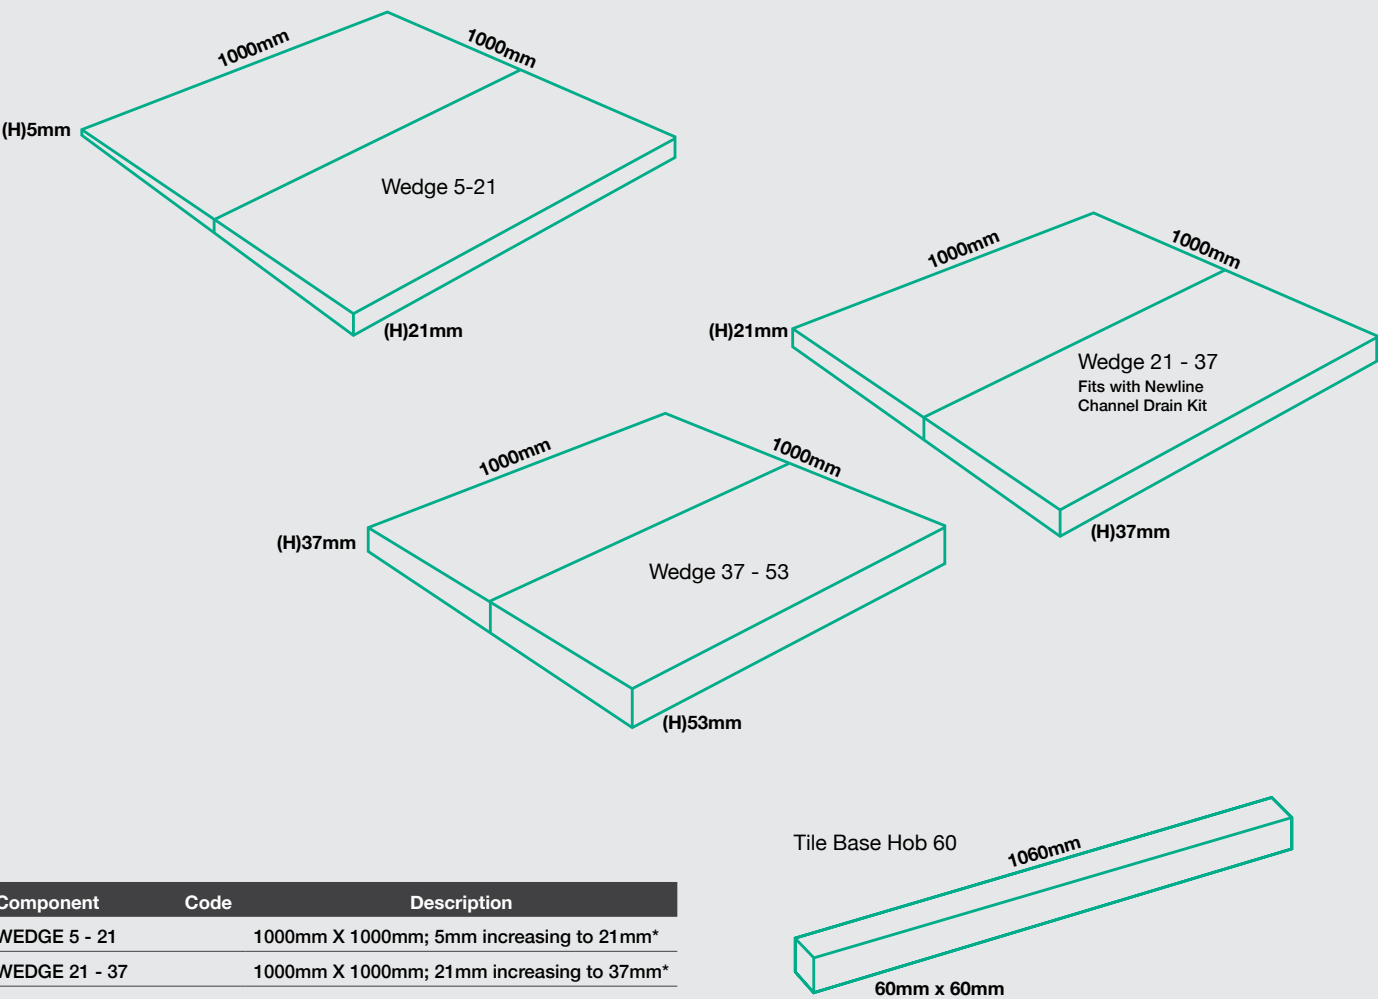 1000mm
1000mm
(H)5mm
Wedge 5-21
(H)21mm
1000mm
1000mm
(H)21mm
Wedge 21 - 37
Fits with Newline
Channel Drain Kit
(H)37mm
1000mm
1000mm
(H)37mm
Wedge 37 - 53
(H)53mm
Tile Base Hob 60
1060mm
60mm x 60mm
Component Code Description
WEDGE 5 - 21 1000mm X 1000mm; 5mm increasing to 21mm*
WEDGE 21 - 37 1000mm X 1000mm; 21mm increasing to 37mm*